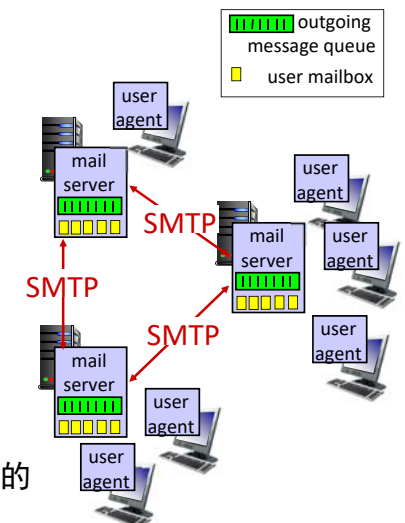 outgoing
message queue
user mailbox
user
agent
mail
server
SMTP
user
agent
mail
server
user
agent
SMTP
SMTP
user
agent
mail
server
user
agent
user
agent
的